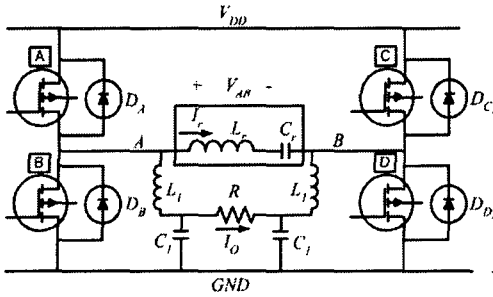 V_DD
A
C
+ V_AB -
D_A
I_r
L_r
C_r
D_C
A
B
B
D
L_1
R
L_1
D_B
D_D
C_1
I_O
C_1
GND